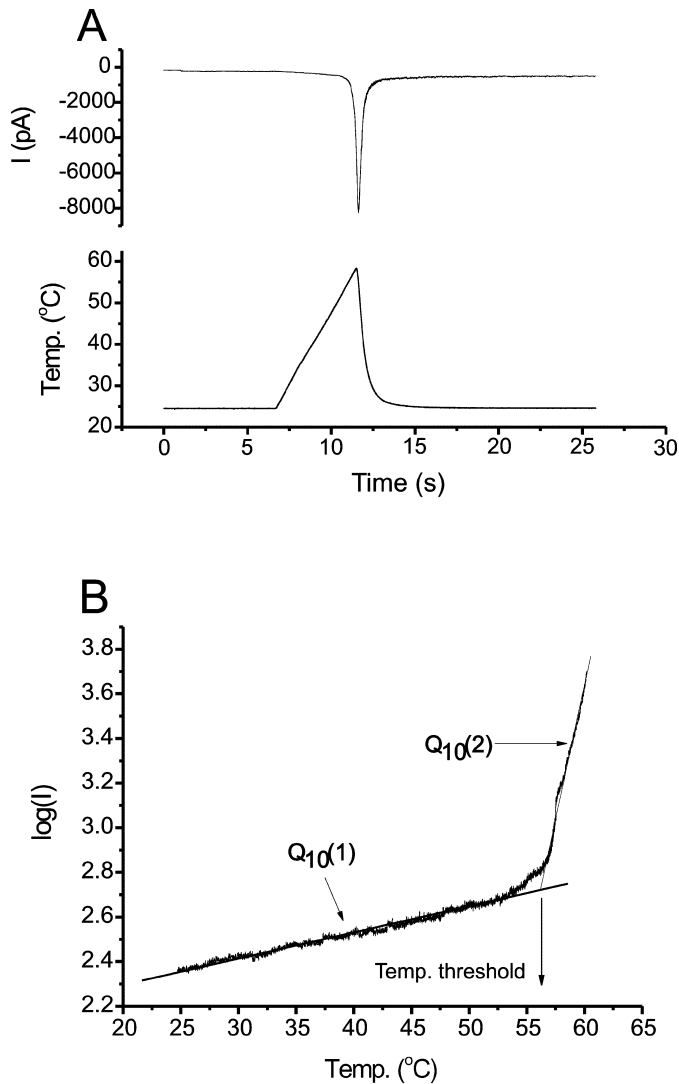 A
0
-2000
-4000
-6000
-8000
I (pA)
60
50
40
30
20
Temp. (°C)
0 5 10 15 20 25 30
Time (s)
B
3.8
3.6
3.4
3.2
3.0
2.8
2.6
2.4
2.2
log(I)
Q10(2)
Q10(1)
Temp. threshold
20 25 30 35 40 45 50 55 60 65
Temp. (°C)